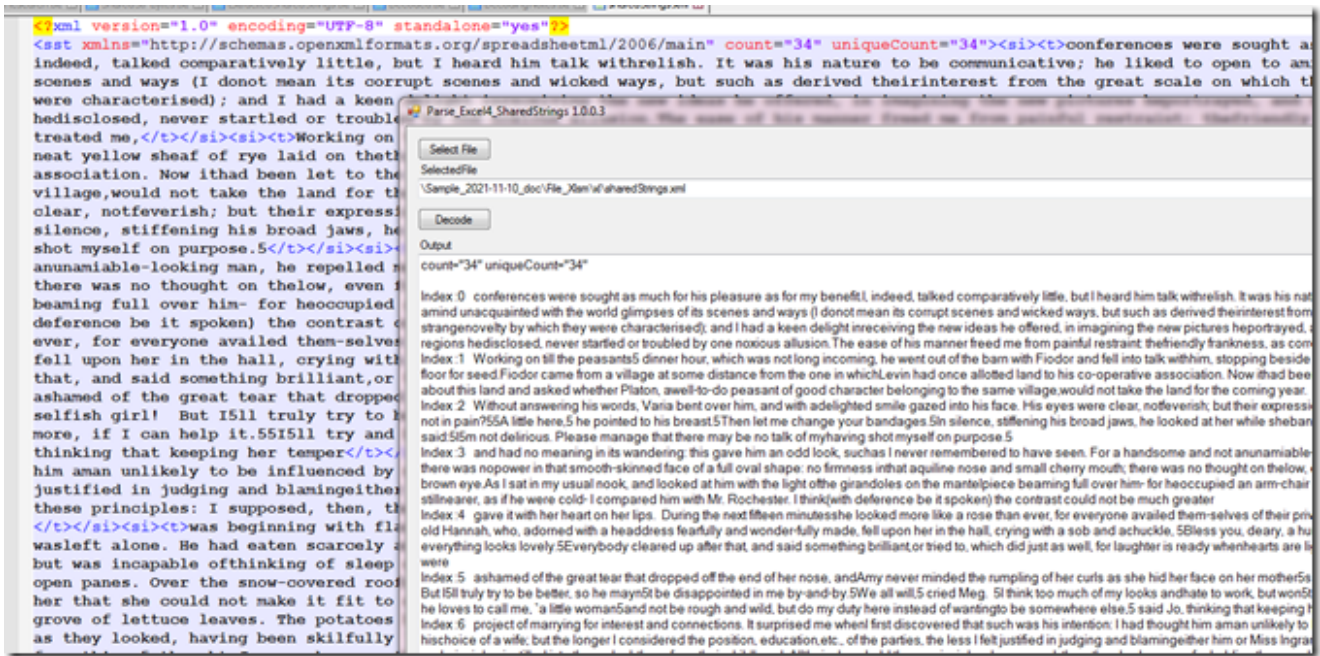 <?xml version="1.0" encoding="UTF-8" standalone="yes"?>
<sst xmlns="http://schemas.openxmlformats.org/spreadsheetml/2006/main" count="34" uniqueCount="34"><si><t>conferences were sought a
indeed, talked comparatively little, but I heard him talk withrelish. It was his nature to be communicative; he liked to open to am
scenes and ways (I donot mean its corrupt scenes and wicked ways, but such as derived theirinterest from the great scale on which t
were characterised); and I had a keen
hedisclosed, never startled or trouble
treated me,</t></si><si><t>Working on
neat yellow sheaf of rye laid on theth
association. Now ithad been let to the
village,would not take the land for th
clear, notfeverish; but their expressi
silence, stiffening his broad jaws, he
shot myself on purpose.5</t></si><si><
anunamiable-looking man, he repelled
there was no thought on thelow, even
beaming full over him- for heoccupied
deference be it spoken) the contrast
ever, for everyone availed them-selves
fell upon her in the hall, crying with
that, and said something brilliant,or
ashamed of the great tear that dropped
selfish girl! But I5ll truly try to
more, if I can help it.55I5ll try and
thinking that keeping her temper</t></
him aman unlikely to be influenced by
justified in judging and blamingeither
these principles: I supposed, then, th
</t></si><si><t>was beginning with fla
wasleft alone. He had eaten scarcely
but was incapable ofthinking of sleep
open panes. Over the snow-covered roof
her that she could not make it fit to
grove of lettuce leaves. The potatoes
as they looked, having been skilfully
Parse_Excel4_SharedStrings 1.0.0.3
Select File
SelectedFile
\Sample_2021-11-10_doc\File_Xlsm\xl\sharedStrings.xml
Decode
Output
count="34" uniqueCount="34"
Index :0 conferences were sought as much for his pleasure as for my benefit.I, indeed, talked comparatively little, but I heard him talk withrelish. It was his nat
amind unacquainted with the world glimpses of its scenes and ways (I donot mean its corrupt scenes and wicked ways, but such as derived theirinterest from
strangenovelty by which they were characterised); and I had a keen delight inreceiving the new ideas he offered, in imagining the new pictures heportrayed,
regions hedisclosed, never startled or troubled by one noxious allusion.The ease of his manner freed me from painful restraint: thefriendly frankness, as com
Index :1 Working on till the peasants5 dinner hour, which was not long incoming, he went out of the barn with Fiodor and fell into talk withhim, stopping beside
floor for seed.Fiodor came from a village at some distance from the one in whichLevin had once allotted land to his co-operative association. Now ithad bee
about this land and asked whether Platon, awell-to-do peasant of good character belonging to the same village,would not take the land for the coming year.
Index :2 Without answering his words, Varia bent over him, and with adelighted smile gazed into his face. His eyes were clear, notfeverish; but their expressi
not in pain?55A little here,5 he pointed to his breast.5Then let me change your bandages.5In silence, stiffening his broad jaws, he looked at her while sheban
said:5I5m not delirious. Please manage that there may be no talk of myhaving shot myself on purpose.5
Index :3 and had no meaning in its wandering: this gave him an odd look, suchas I never remembered to have seen. For a handsome and not anunamiable-
there was nopower in that smooth-skinned face of a full oval shape: no firmness inthat aquiline nose and small cherry mouth; there was no thought on thelow,
brown eye.As I sat in my usual nook, and looked at him with the light ofthe girandoles on the mantelpiece beaming full over him- for heoccupied an arm-chair
stillnearer, as if he were cold- I compared him with Mr. Rochester. I think(with deference be it spoken) the contrast could not be much greater
Index :4 gave it with her heart on her lips. During the next fifteen minutesshe looked more like a rose than ever, for everyone availed them-selves of their priv
old Hannah, who, adorned with a headdress fearfully and wonder-fully made, fell upon her in the hall, crying with a sob and achuckle, 5Bless you, deary, a hu
everything looks lovely.5Everybody cleared up after that, and said something brilliant,or tried to, which did just as well, for laughter is ready whenhearts are li
were
Index :5 ashamed of the great tear that dropped off the end of her nose, andAmy never minded the rumpling of her curls as she hid her face on her mother5s
But I5ll truly try to be better, so he mayn5t be disappointed in me by-and-by.5We all will,5 cried Meg. 5I think too much of my looks andhate to work, but won5t
he loves to call me, 'a little woman5and not be rough and wild, but do my duty here instead of wantingto be somewhere else,5 said Jo, thinking that keeping h
Index :6 project of marrying for interest and connections. It surprised me whenI first discovered that such was his intention: I had thought him aman unlikely to
hischoice of a wife; but the longer I considered the position, education,etc., of the parties, the less I felt justified in judging and blamingeither him or Miss Ingra